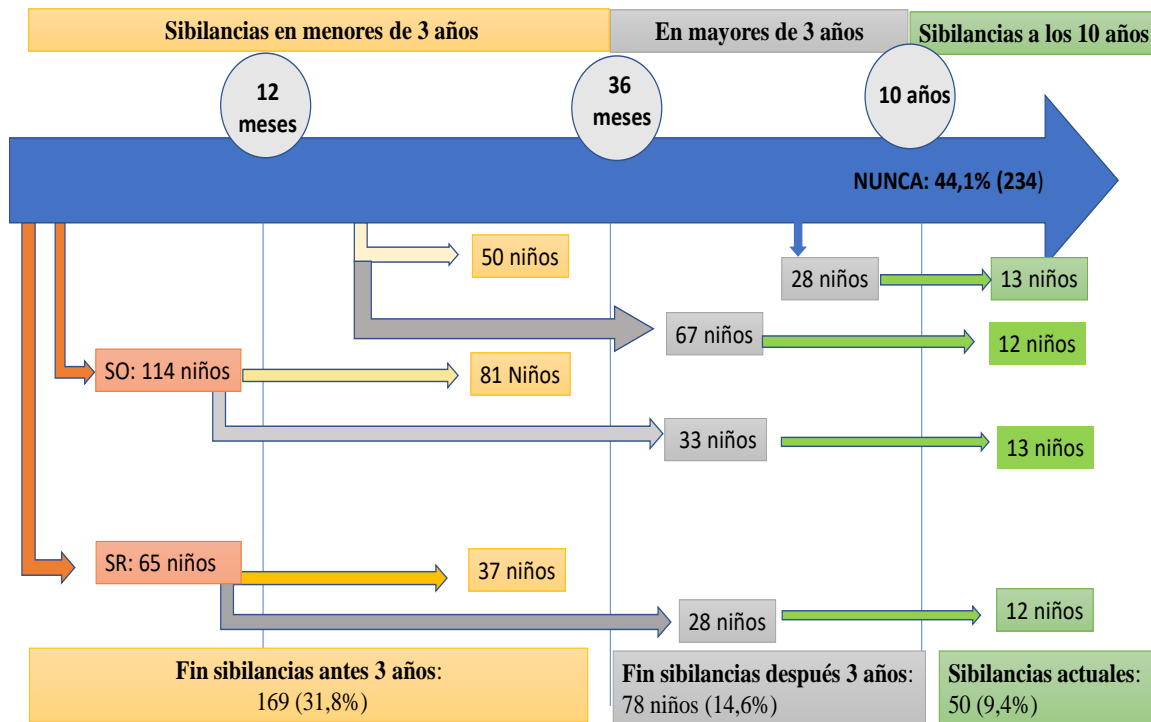 Sibilancias en menores de 3 años
En mayores de 3 años
Sibilancias a los 10 años
12
meses
36
meses
10 años
NUNCA: 44,1% (234)
50 niños
28 niños
13 niños
67 niños
12 niños
SO: 114 niños
81 Niños
33 niños
13 niños
SR: 65 niños
37 niños
28 niños
12 niños
Fin sibilancias antes 3 años:
169 (31,8%)
Fin sibilancias después 3 años:
78 niños (14,6%)
Sibilancias actuales:
50 (9,4%)